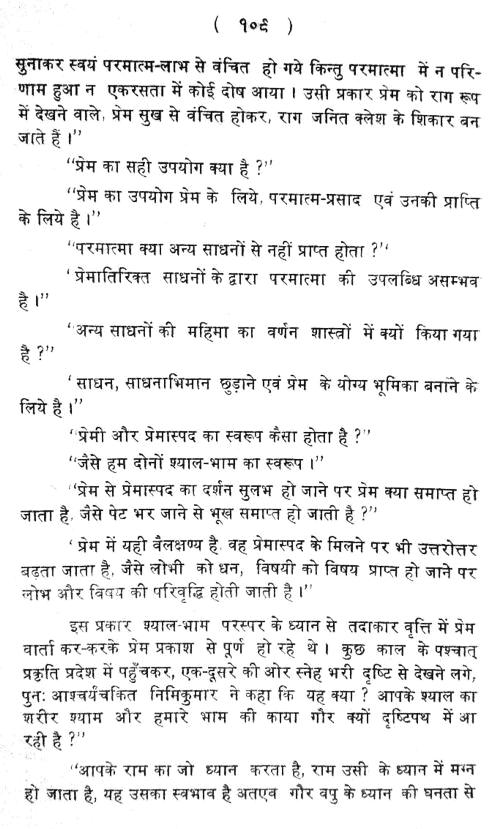 ( १०९ )
सुनाकर स्वयं परमात्म-लाभ से वंचित हो गये किन्तु परमात्मा में न परि-
णाम हुआ न एकरसता में कोई दोष आया । उसी प्रकार प्रेम को राग रूप
में देखने वाले, प्रेम सुख से वंचित होकर, राग जनित क्लेश के शिकार बन
जाते हैं ।”
“प्रेम का सही उपयोग क्या है ?”
“प्रेम का उपयोग प्रेम के लिये, परमात्म-प्रसाद एवं उनकी प्राप्ति
के लिये है ।”
“परमात्मा क्या अन्य साधनों से नहीं प्राप्त होता ?”
‘प्रेमातिरिक्त साधनों के द्वारा परमात्मा की उपलब्धि असम्भव
है ।”
‘अन्य साधनों की महिमा का वर्णन शास्त्रों में क्यों किया गया
है ?”
‘साधन, साधनाभिमान छुड़ाने एवं प्रेम के योग्य भूमिका बनाने के
लिये है ।”
“प्रेमी और प्रेमास्पद का स्वरूप कैसा होता है ?”
“जैसे हम दोनों श्याल-भाम का स्वरूप ।”
“प्रेम से प्रेमास्पद का दर्शन सुलभ हो जाने पर प्रेम क्या समाप्त हो
जाता है, जैसे पेट भर जाने से भूख समाप्त हो जाती है ?”
‘प्रेम में यही वैलक्षण्य है, वह प्रेमास्पद के मिलने पर भी उत्तरोत्तर
बढ़ता जाता है, जैसे लोभी को धन, विषयी को विषय प्राप्त हो जाने पर
लोभ और विषय की परिवृद्धि होती जाती है ।”
इस प्रकार श्याल-भाम परस्पर के ध्यान से तदाकार वृत्ति में प्रेम
वार्ता कर-करके प्रेम प्रकाश से पूर्ण हो रहे थे । कुछ काल के पश्चात्
प्रकृति प्रदेश में पहुँचकर, एक-दूसरे की ओर स्नेह भरी दृष्टि से देखने लगे,
पुनः आश्चर्यचकित निमिकुमार ने कहा कि यह क्या ? आपके श्याल का
शरीर श्याम और हमारे भाम की काया गौर क्यों दृष्टिपथ में आ
रही है ?”
“आपके राम का जो ध्यान करता है, राम उसी के ध्यान में मग्न
हो जाता है, यह उसका स्वभाव है अतएव गौर वपु के ध्यान की घनता से